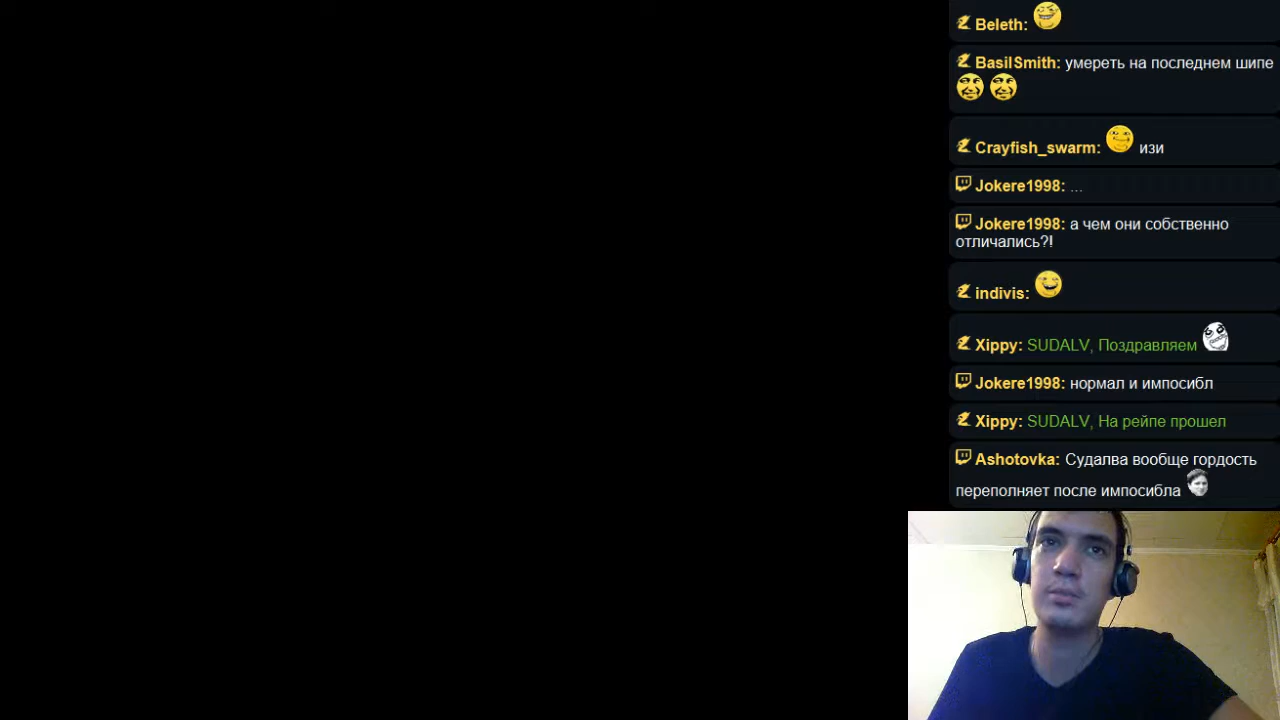 Beleth:
BasilSmith: умереть на последнем шипе
Crayfish_swarm: изи
Jokere1998: ...
Jokere1998: а чем они собственно
отличались?!
indivis:
Xippy: SUDALV, Поздравляем
Jokere1998: нормал и импосибл
Xippy: SUDALV, На рейпе прошел
Ashotovka: Судалва вообще гордость
переполняет после импосибла